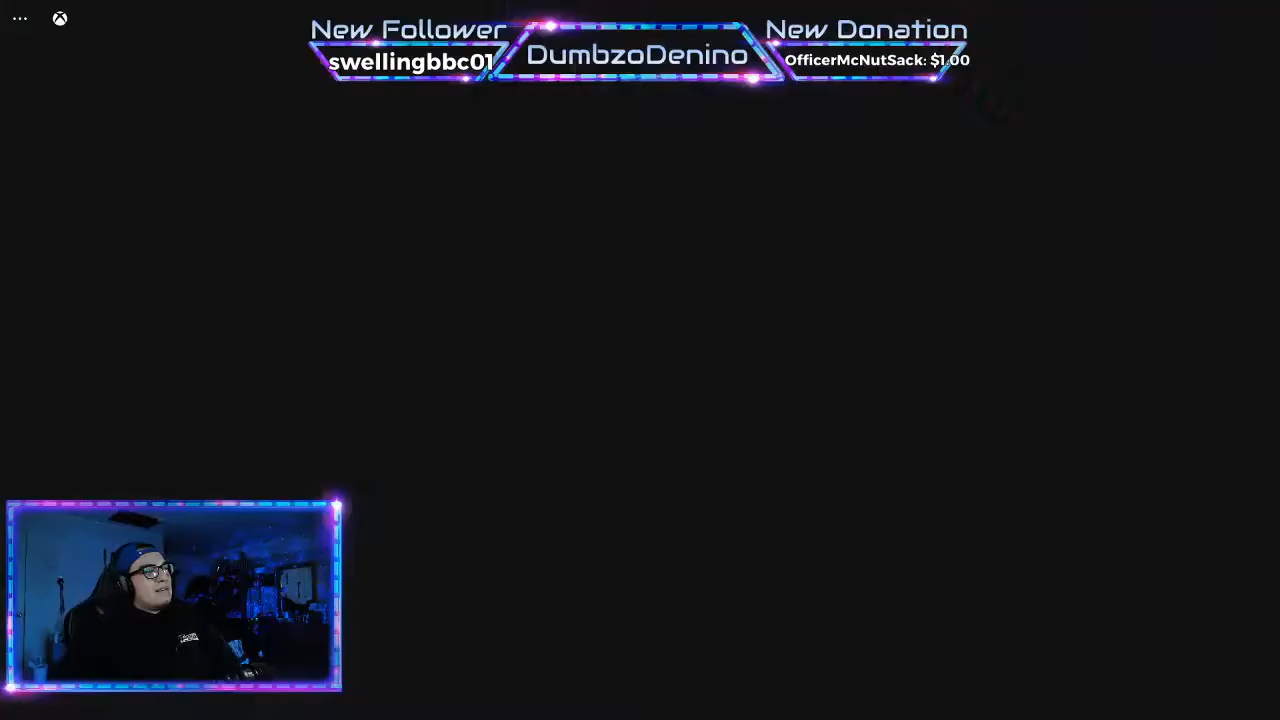 New Follower
swellingbbc01
DumbzoDenino
New Donation
OfficerMcNutSack: $1.00